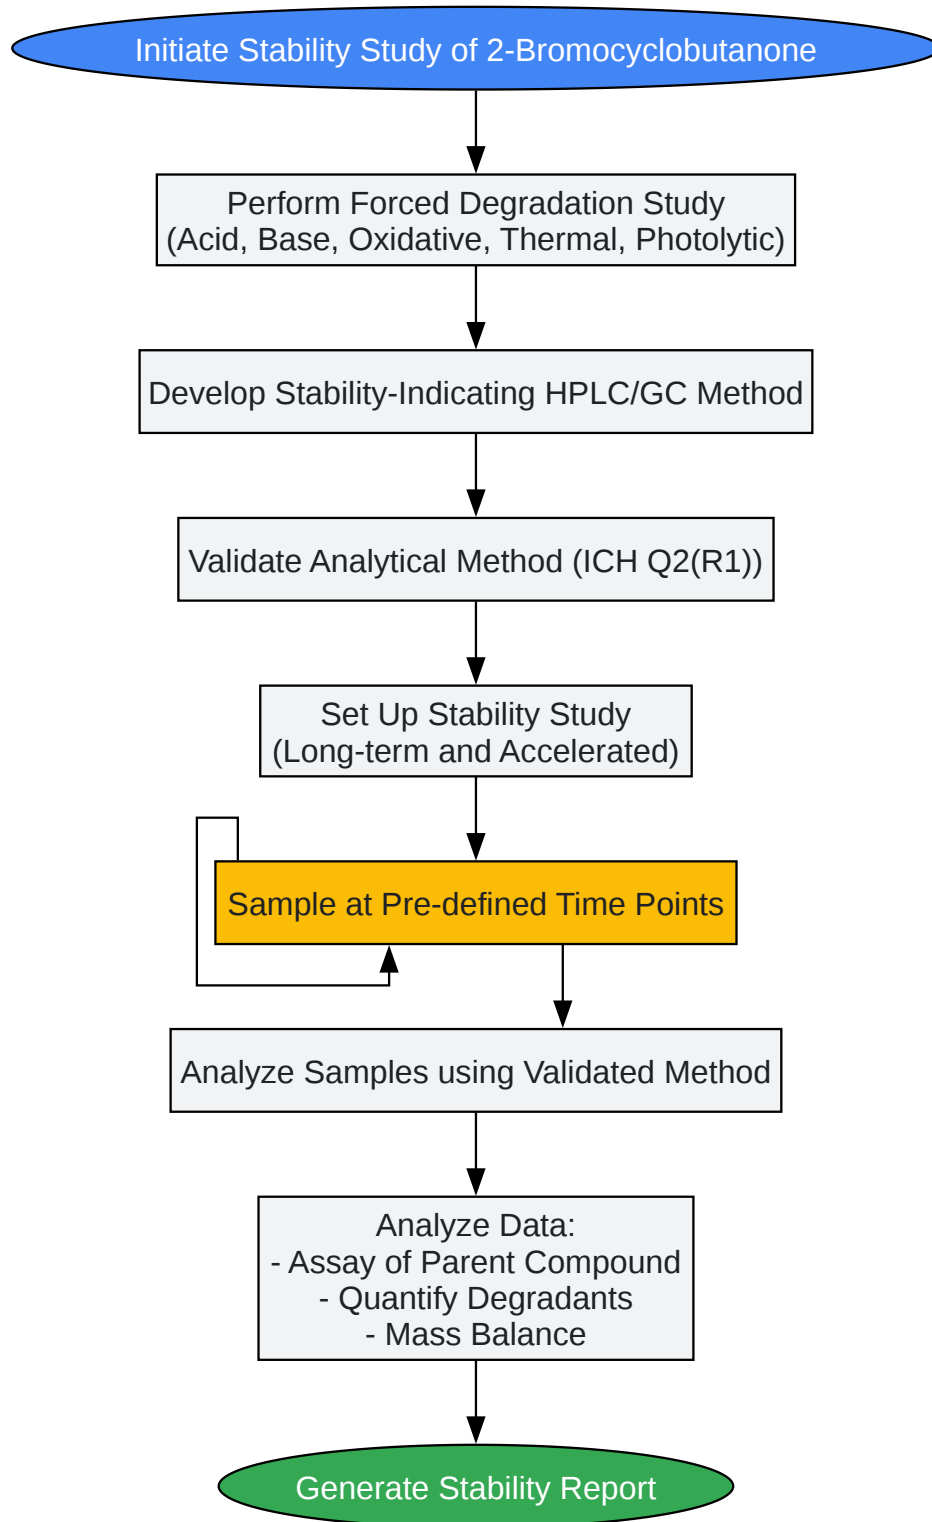 Initiate Stability Study of 2-Bromocyclobutanone
Perform Forced Degradation Study
(Acid, Base, Oxidative, Thermal, Photolytic)
Develop Stability-Indicating HPLC/GC Method
Validate Analytical Method (ICH Q2(R1))
Set Up Stability Study
(Long-term and Accelerated)
Sample at Pre-defined Time Points
Analyze Samples using Validated Method
Analyze Data:
- Assay of Parent Compound
- Quantify Degradants
- Mass Balance
Generate Stability Report